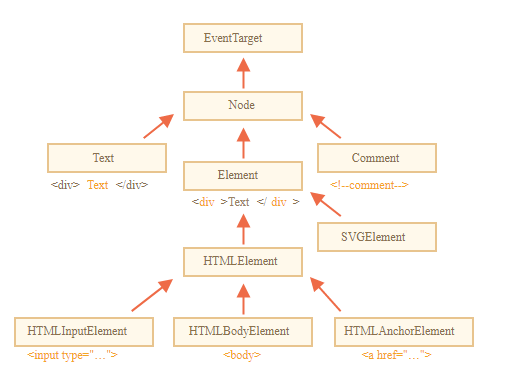 EventTarget
Node
Text
Element
Comment
<div> Text </div>
<div >Text </ div >
<!--comment-->
SVGElement
HTMLElement
HTMLInputElement
HTMLBodyElement
HTMLAnchorElement
<input type="…">
<body>
<a href="…">